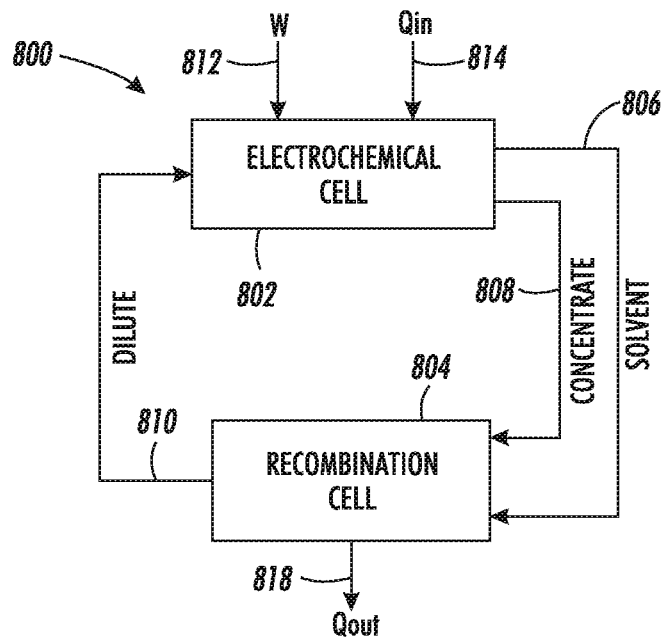 800
W
Qin
812
814
806
ELECTROCHEMICAL
CELL
802
808
CONCENTRATE
SOLVENT
DILUTE
804
810
RECOMBINATION
CELL
818
Qout